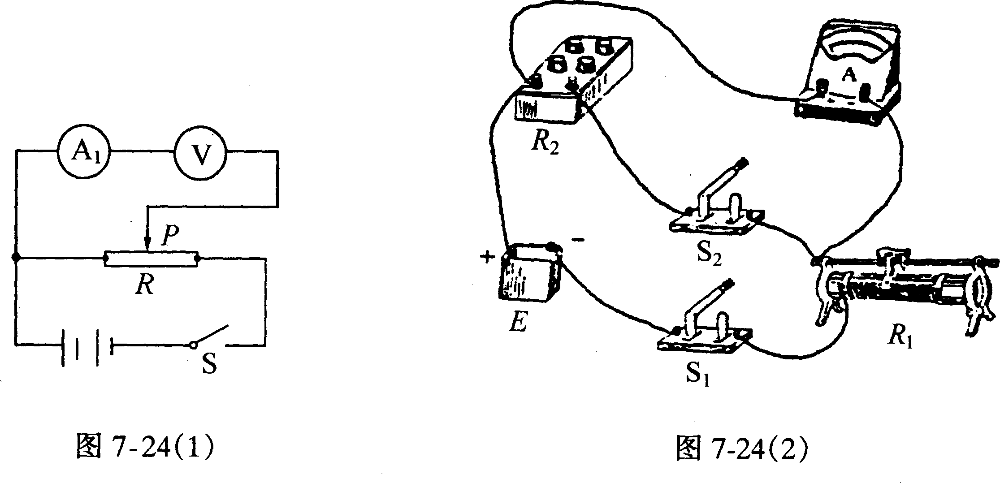 A₁
V
P
R
S
图 7-24(1)
A
R₂
S₂
+
-
E
S₁
R₁
图 7-24(2)